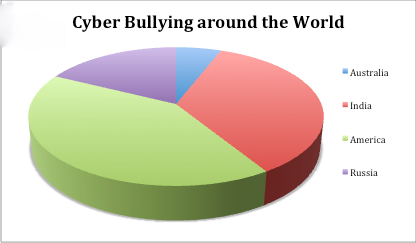 Cyber Bullying around the World
Australia
India
America
Russia